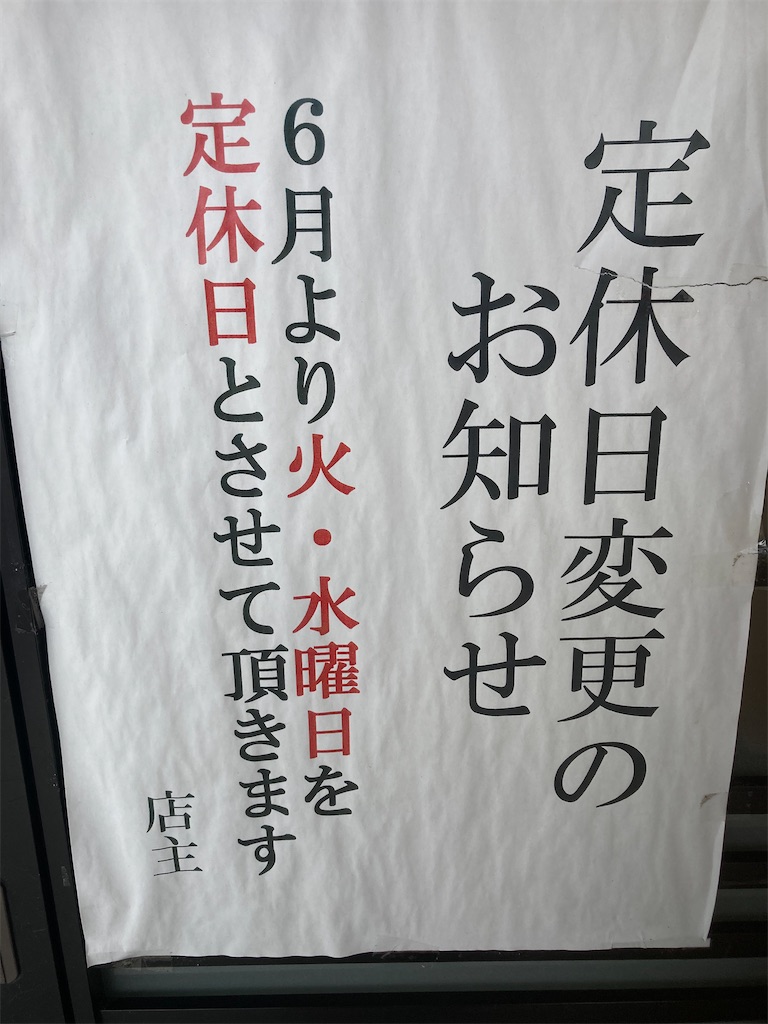 定休日変更の
お知らせ
6月より火・水曜日を
定休日とさせて頂きます
店主